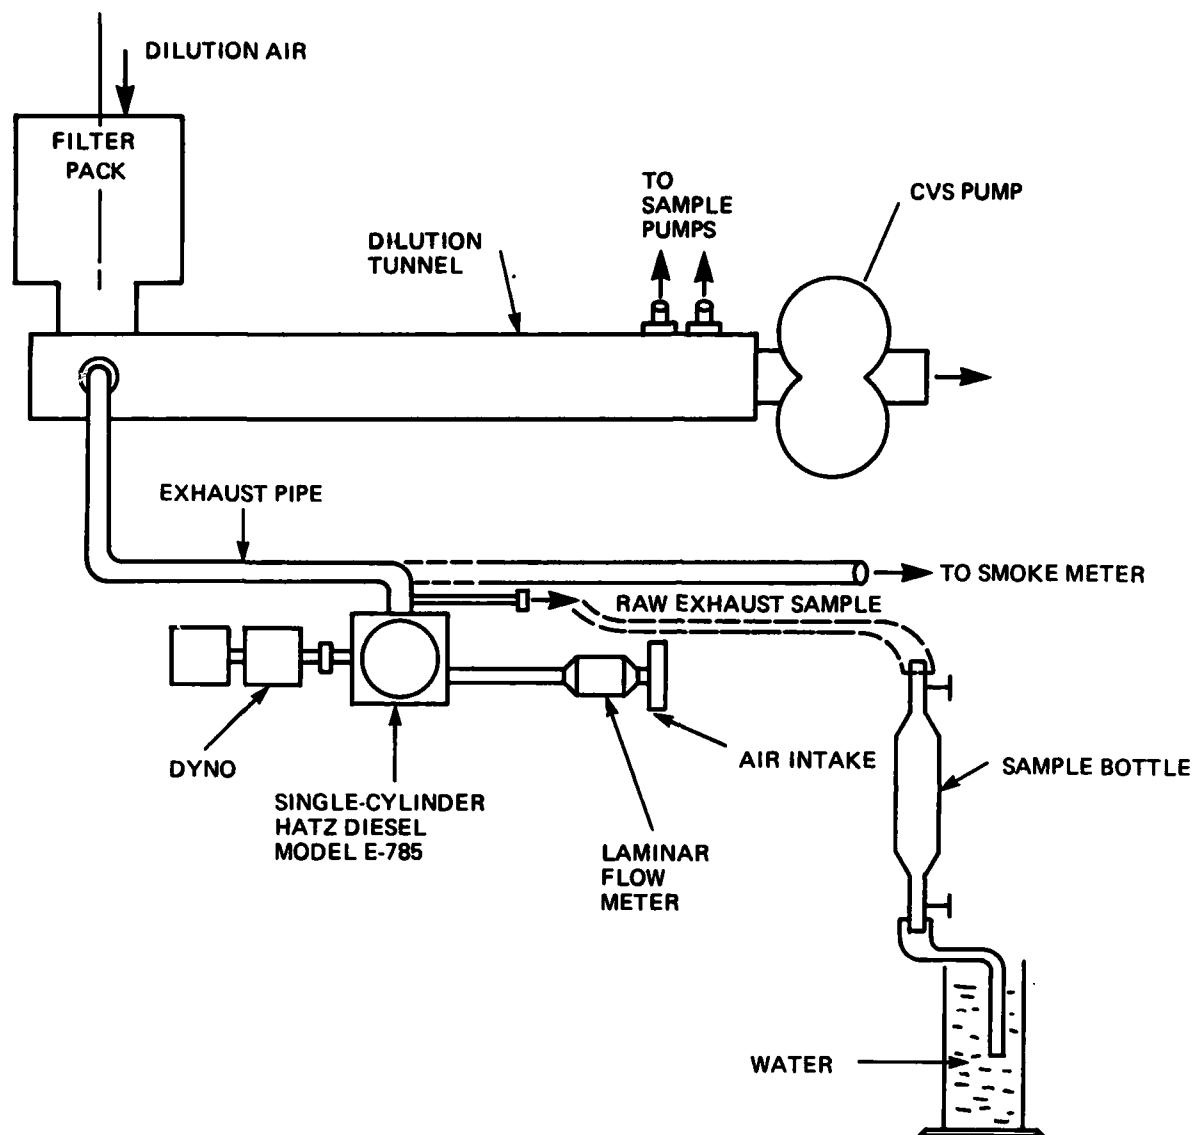 DILUTION AIR
FILTER
PACK
TO
SAMPLE
PUMPS
CVS PUMP
DILUTION
TUNNEL
EXHAUST PIPE
TO SMOKE METER
RAW EXHAUST SAMPLE
DYNO
AIR INTAKE
SAMPLE BOTTLE
SINGLE-CYLINDER
HATZ DIESEL
MODEL E-785
LAMINAR
FLOW
METER
WATER